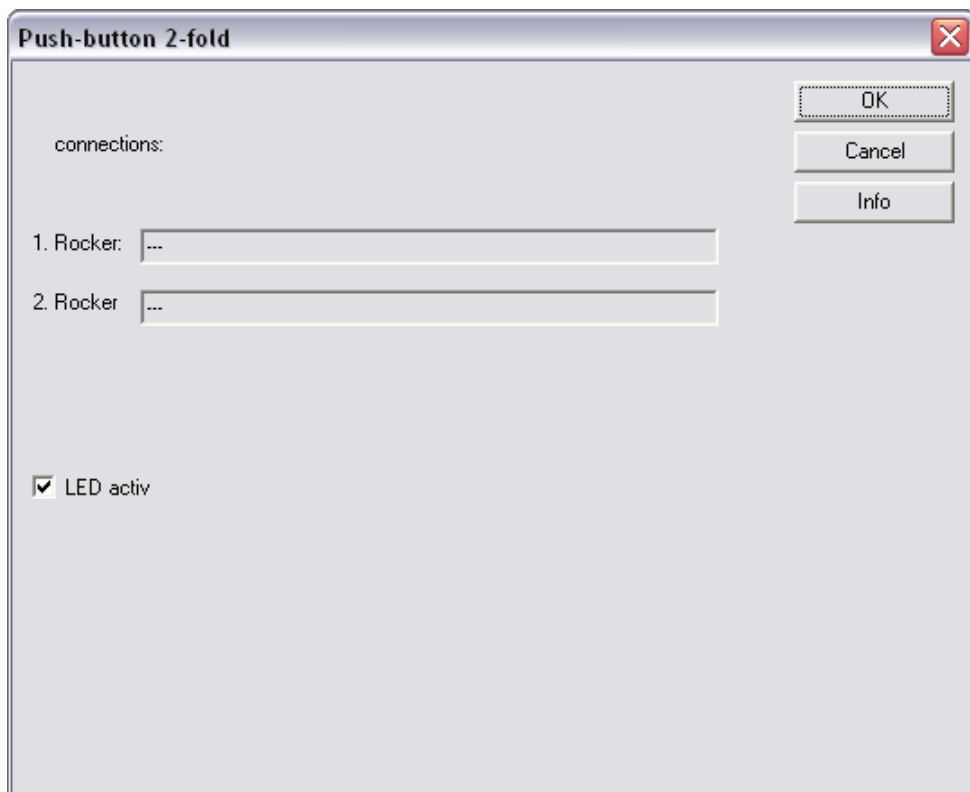 Push-button 2-fold
OK
connections:
Cancel
Info
1. Rocker: ---
2. Rocker ---
LED activ